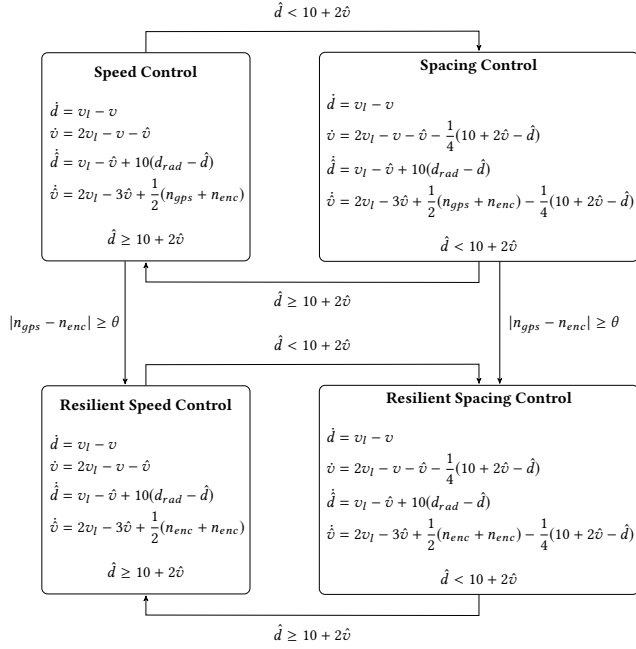 d̂ < 10 + 2v̂
Speed Control
ḋ = v_l − v
v̇ = 2v_l − v − v̂
d̂̇ = v_l − v̂ + 10(d_rad − d̂)
v̂̇ = 2v_l − 3v̂ + 1/2(n_gps + n_enc)
d̂ ≥ 10 + 2v̂
Spacing Control
ḋ = v_l − v
v̇ = 2v_l − v − v̂ − 1/4(10 + 2v̂ − d̂)
d̂̇ = v_l − v̂ + 10(d_rad − d̂)
v̂̇ = 2v_l − 3v̂ + 1/2(n_gps + n_enc) − 1/4(10 + 2v̂ − d̂)
d̂ < 10 + 2v̂
d̂ ≥ 10 + 2v̂
|n_gps − n_enc| ≥ θ
|n_gps − n_enc| ≥ θ
d̂ < 10 + 2v̂
Resilient Speed Control
ḋ = v_l − v
v̇ = 2v_l − v − v̂
d̂̇ = v_l − v̂ + 10(d_rad − d̂)
v̂̇ = 2v_l − 3v̂ + 1/2(n_enc + n_enc)
d̂ ≥ 10 + 2v̂
Resilient Spacing Control
ḋ = v_l − v
v̇ = 2v_l − v − v̂ − 1/4(10 + 2v̂ − d̂)
d̂̇ = v_l − v̂ + 10(d_rad − d̂)
v̂̇ = 2v_l − 3v̂ + 1/2(n_enc + n_enc) − 1/4(10 + 2v̂ − d̂)
d̂ < 10 + 2v̂
d̂ ≥ 10 + 2v̂